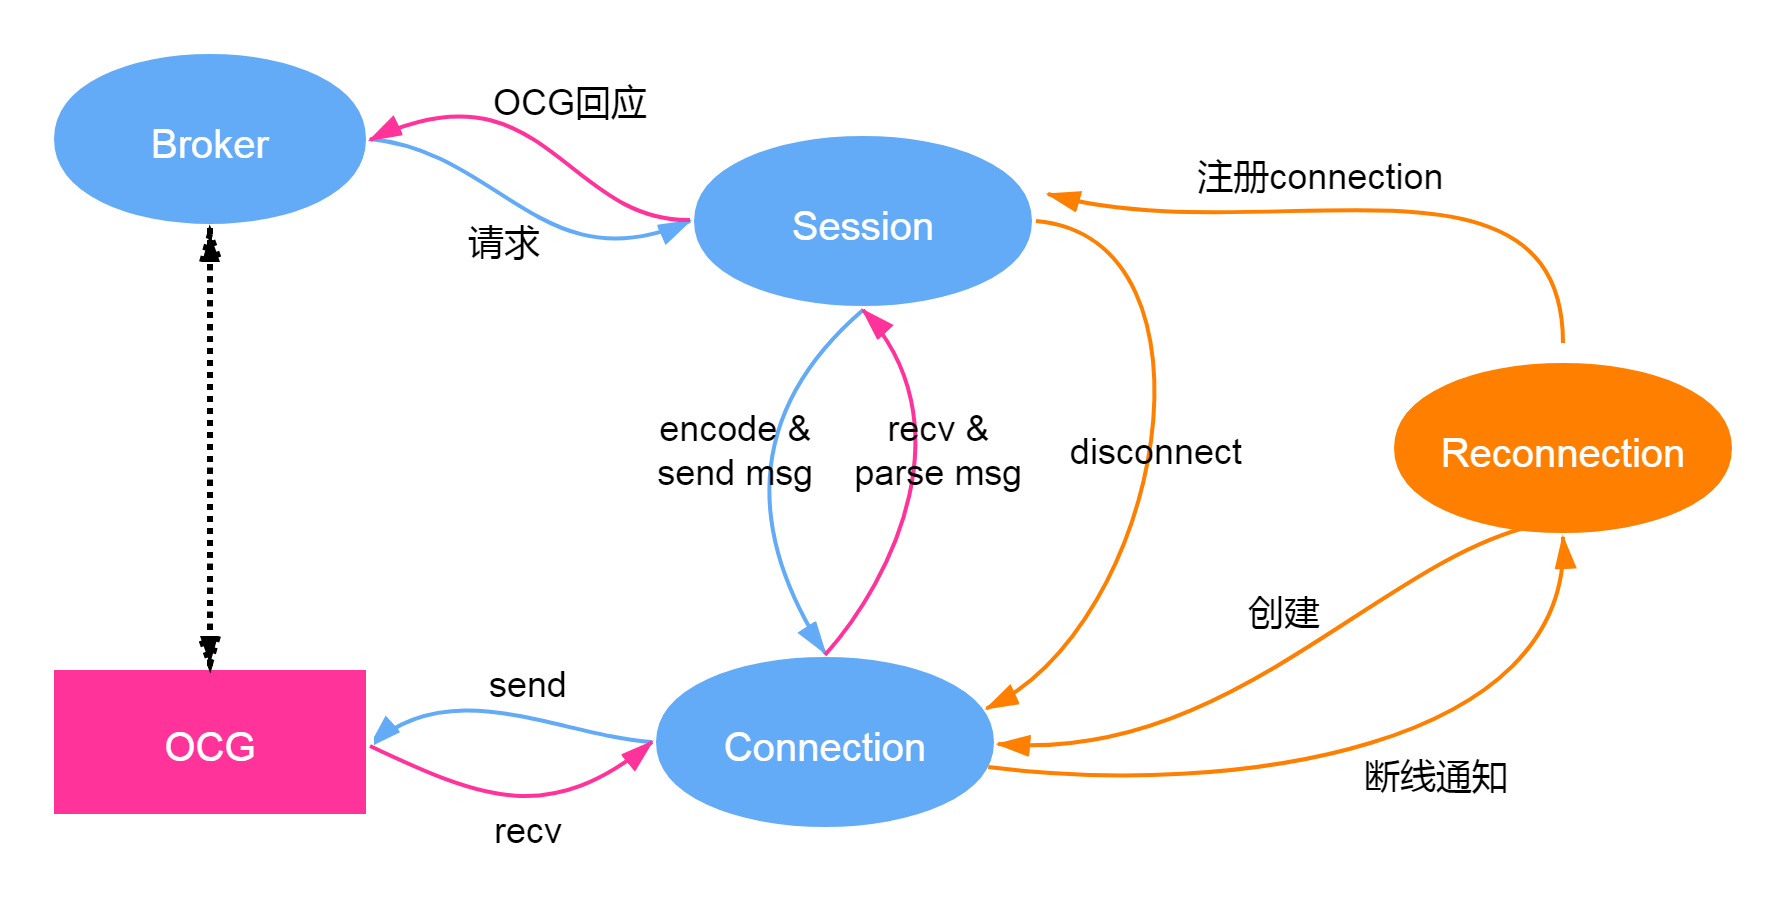 OCG回应
Broker
注册connection
Session
请求
encode &
send msg
recv &
parse msg
disconnect
Reconnection
创建
send
OCG
Connection
断线通知
recv